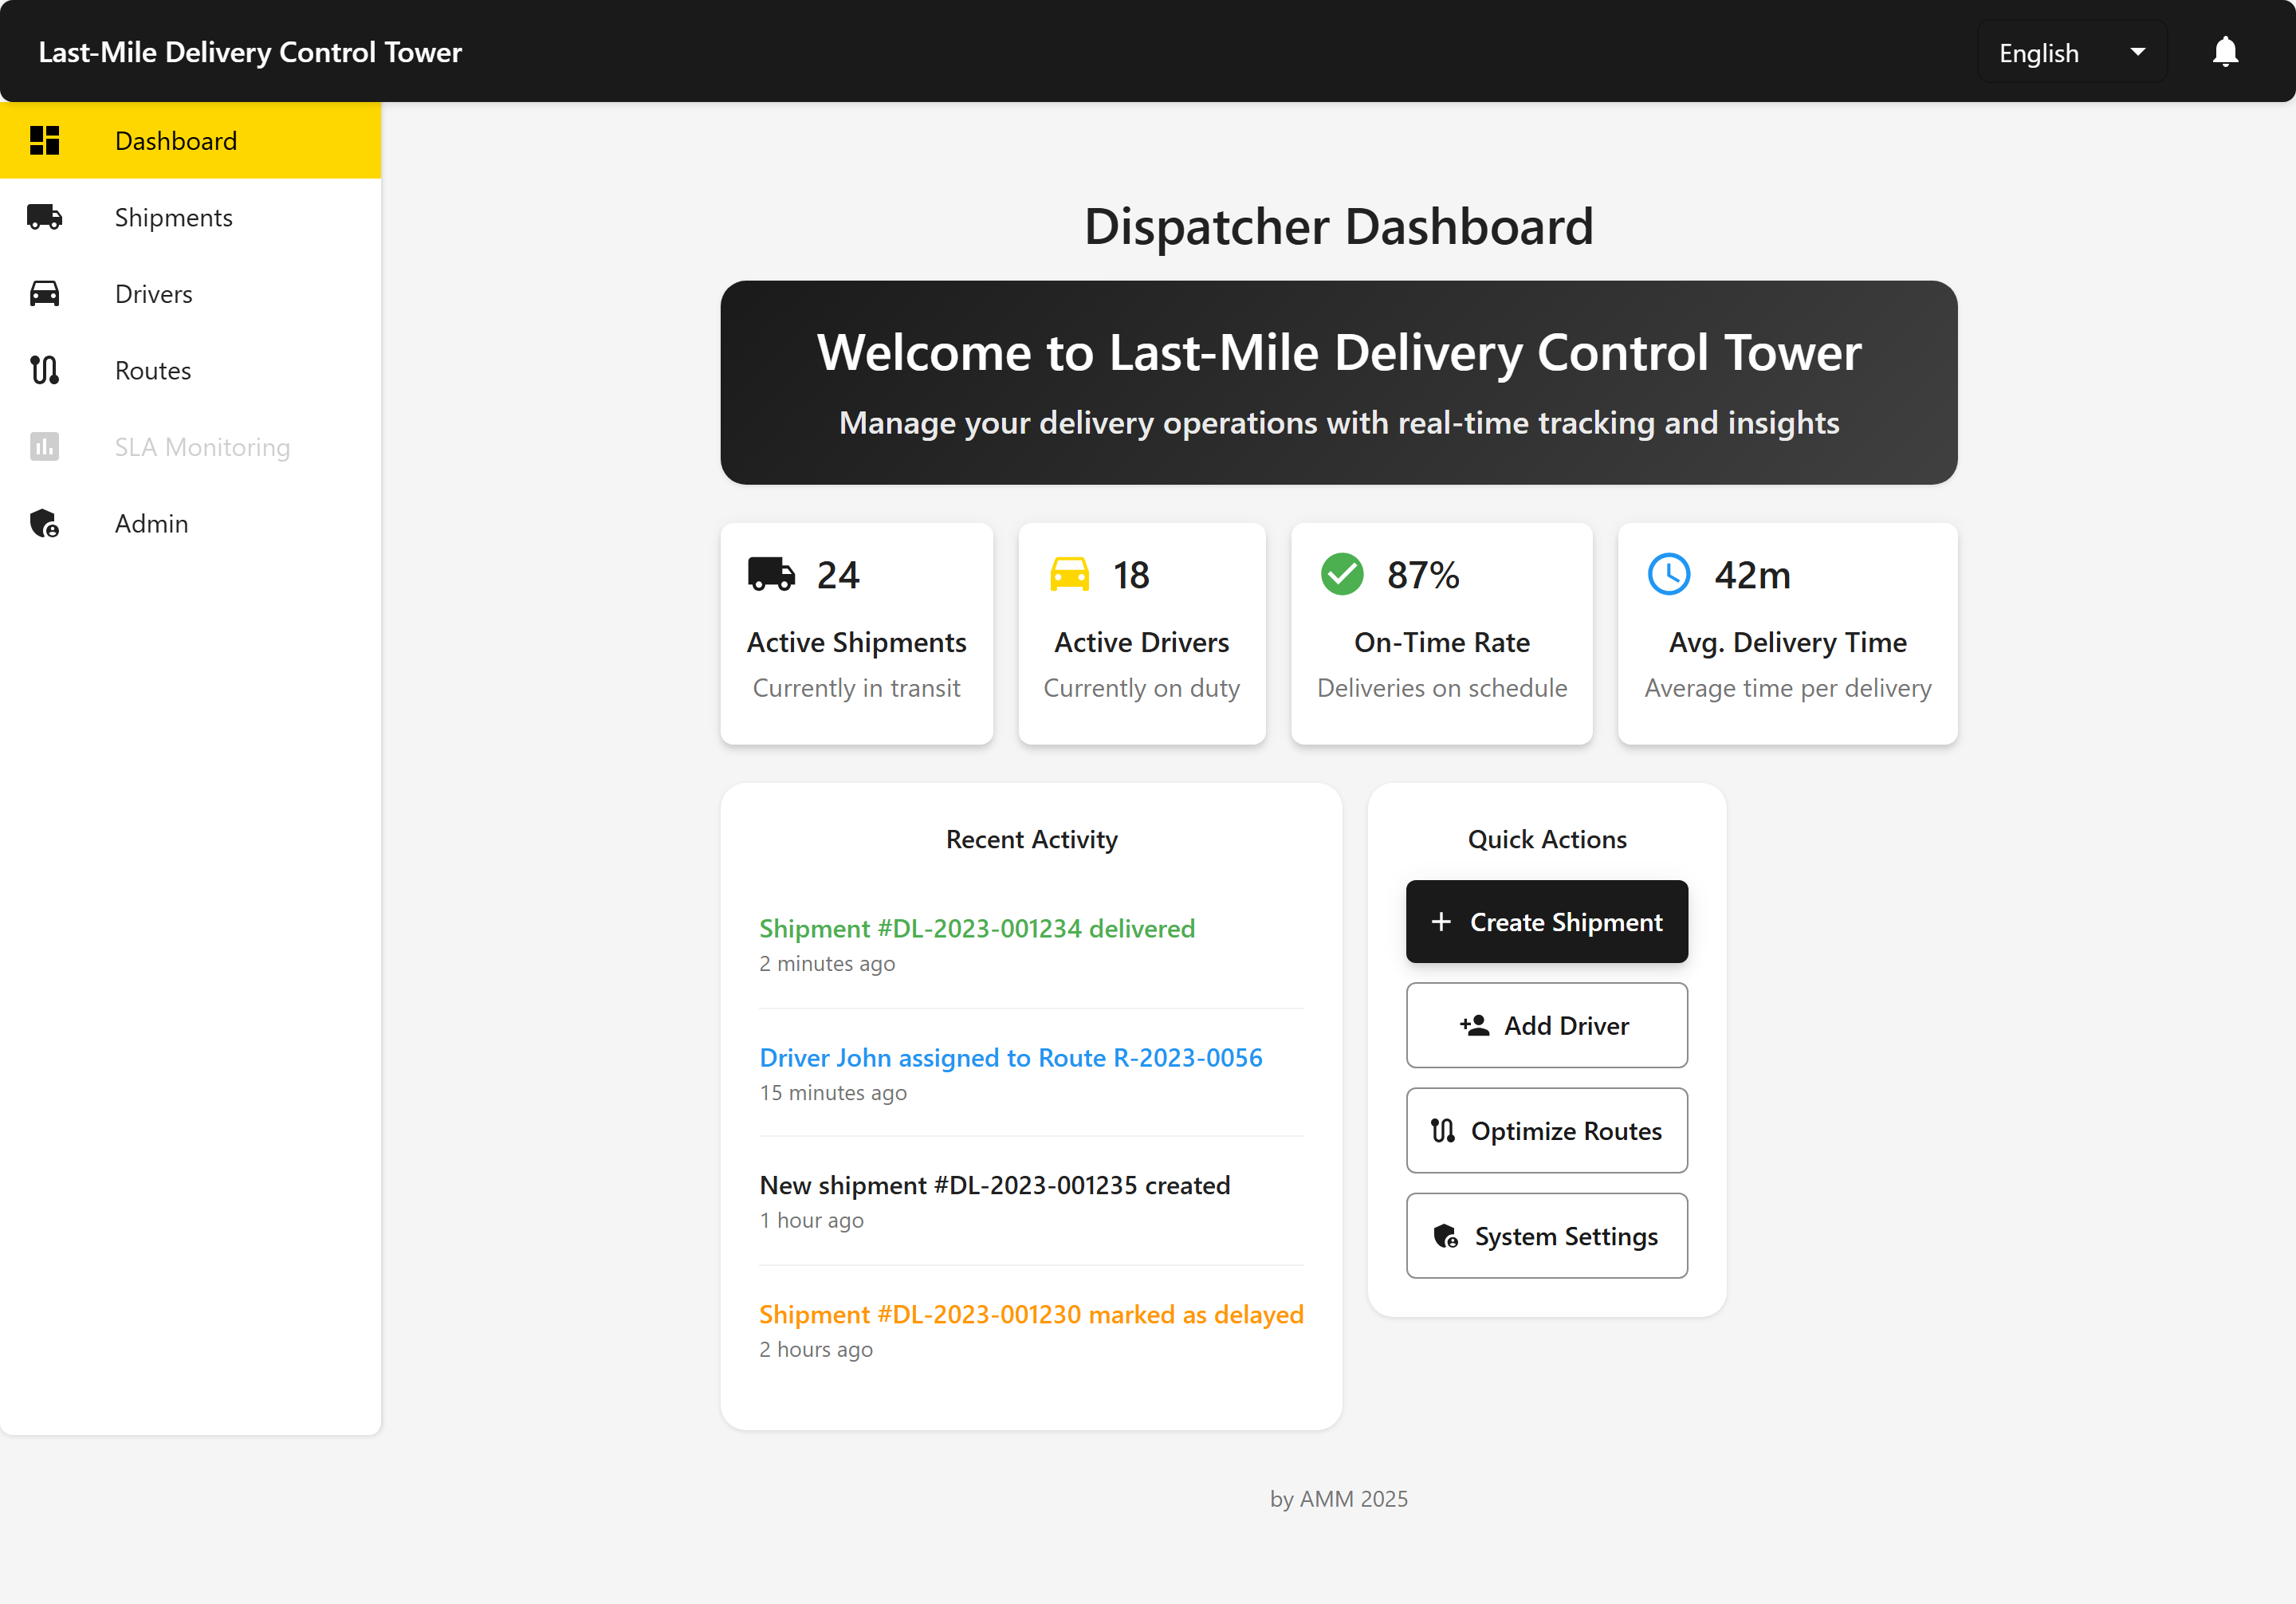 Last-Mile Delivery Control Tower
English
Dashboard
Shipments
Drivers
Routes
SLA Monitoring
Admin
Dispatcher Dashboard
Welcome to Last-Mile Delivery Control Tower
Manage your delivery operations with real-time tracking and insights
24
Active Shipments
Currently in transit
18
Active Drivers
Currently on duty
87%
On-Time Rate
Deliveries on schedule
42m
Avg. Delivery Time
Average time per delivery
Recent Activity
Shipment #DL-2023-001234 delivered
2 minutes ago
Driver John assigned to Route R-2023-0056
15 minutes ago
New shipment #DL-2023-001235 created
1 hour ago
Shipment #DL-2023-001230 marked as delayed
2 hours ago
Quick Actions
Create Shipment
Add Driver
Optimize Routes
System Settings
by AMM 2025